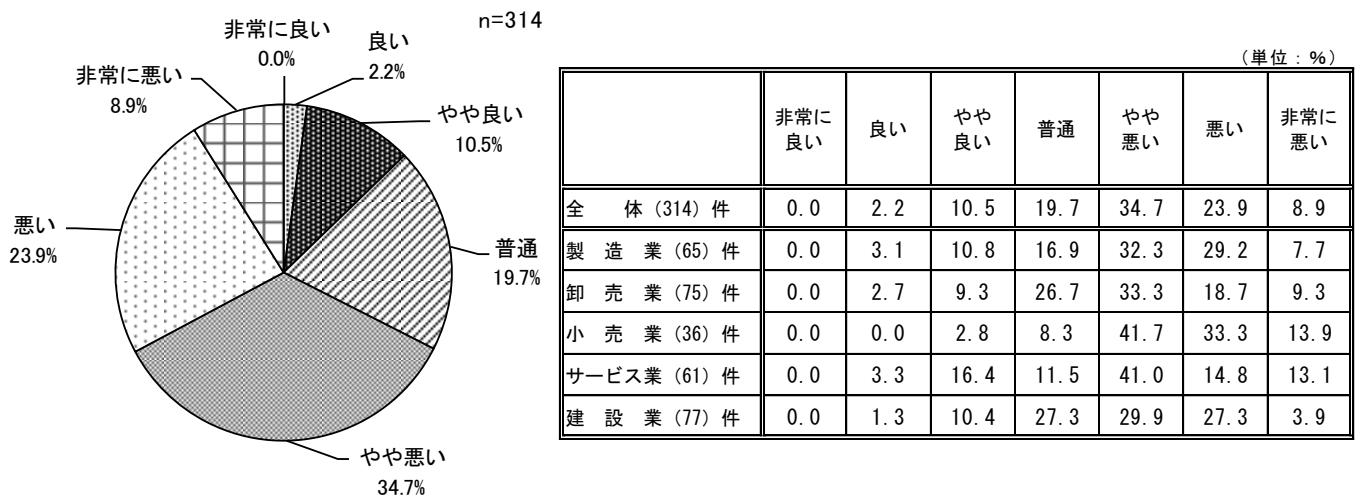 n=314
非常に良い
0.0%
良い
2.2%
やや良い
10.5%
普通
19.7%
やや悪い
34.7%
悪い
23.9%
非常に悪い
8.9%
（単位：％）
非常に良い 良い やや良い 普通 やや悪い 悪い 非常に悪い
全　体（314）件 0.0 2.2 10.5 19.7 34.7 23.9 8.9
製　造　業（65）件 0.0 3.1 10.8 16.9 32.3 29.2 7.7
卸　売　業（75）件 0.0 2.7 9.3 26.7 33.3 18.7 9.3
小　売　業（36）件 0.0 0.0 2.8 8.3 41.7 33.3 13.9
サービス業（61）件 0.0 3.3 16.4 11.5 41.0 14.8 13.1
建　設　業（77）件 0.0 1.3 10.4 27.3 29.9 27.3 3.9